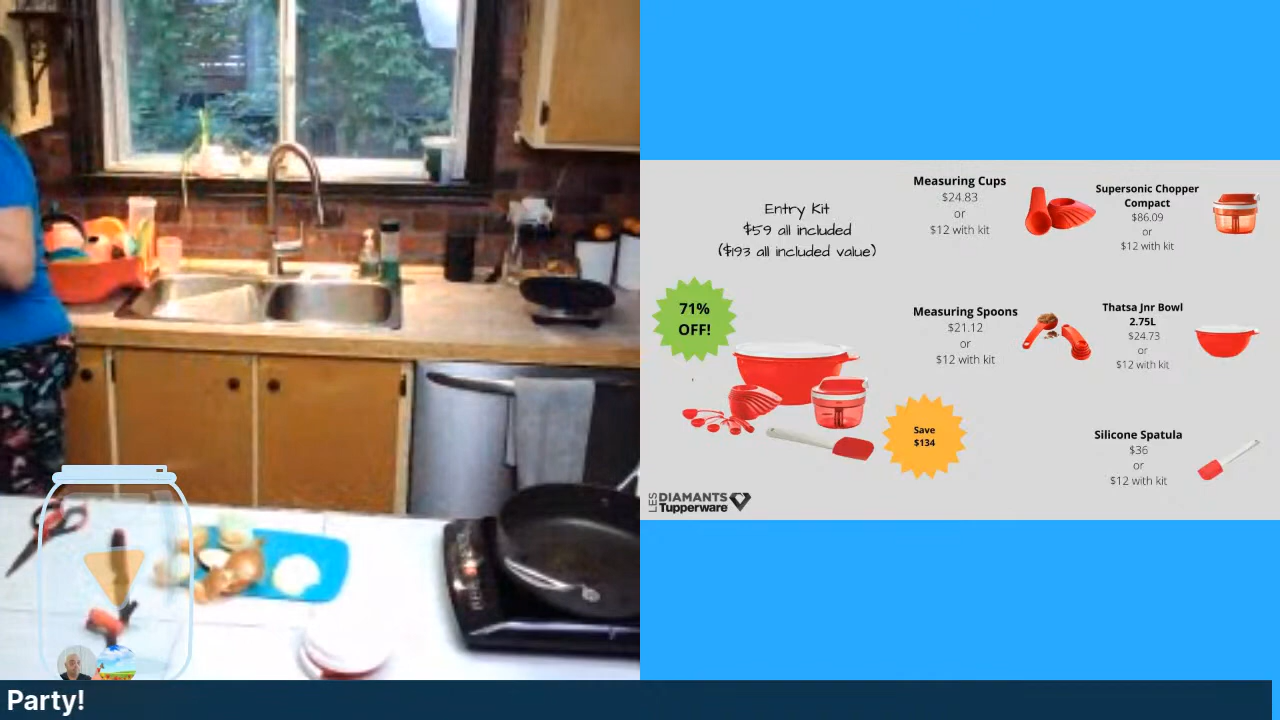 Entry Kit
$59 all included
($193 all included value)
71%
OFF!
Save
$134
LES DIAMANTS
Tupperware
Measuring Cups
$24.83
or
$12 with kit
Supersonic Chopper
Compact
$86.09
or
$12 with kit
Measuring Spoons
$21.12
or
$12 with kit
Thatsa Jnr Bowl
2.75L
$24.73
or
$12 with kit
Silicone Spatula
$36
or
$12 with kit
Party!